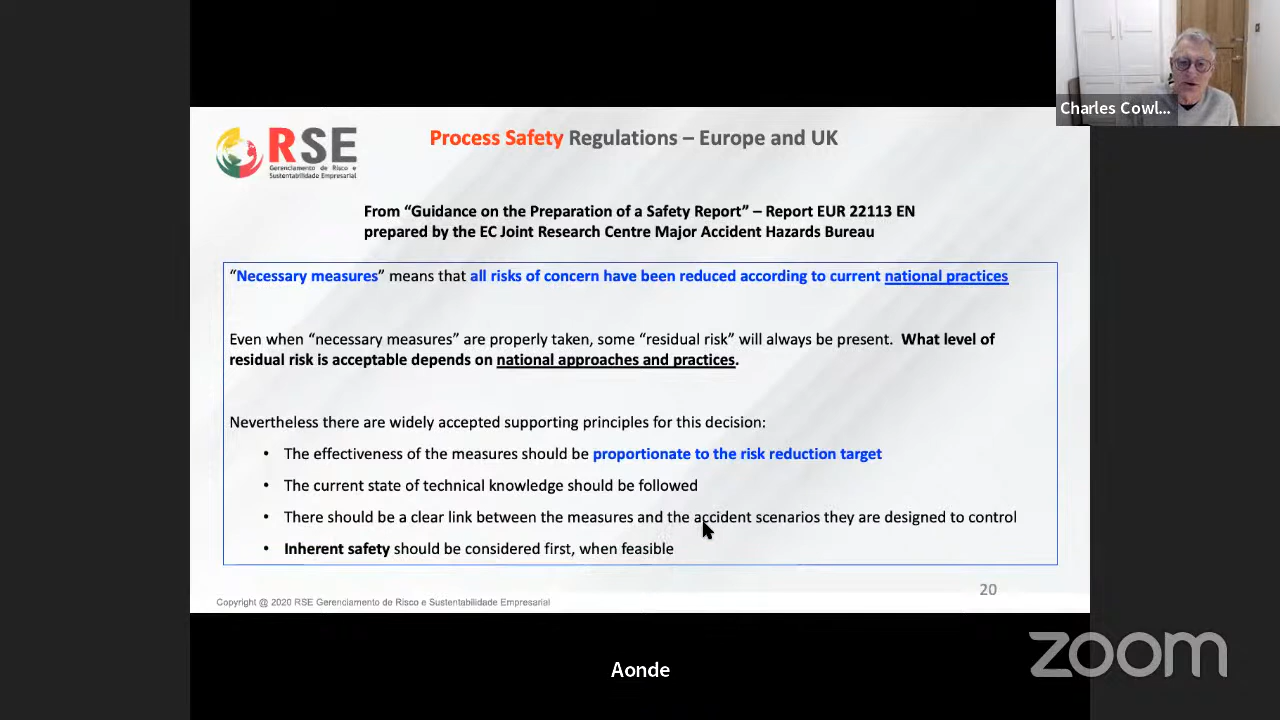 Charles Cowl...
RSE
Gerenciamento de Risco e
Sustentabilidade Empresarial
Process Safety Regulations – Europe and UK
From “Guidance on the Preparation of a Safety Report” – Report EUR 22113 EN
prepared by the EC Joint Research Centre Major Accident Hazards Bureau
“Necessary measures” means that all risks of concern have been reduced according to current national practices
Even when “necessary measures” are properly taken, some “residual risk” will always be present. What level of
residual risk is acceptable depends on national approaches and practices.
Nevertheless there are widely accepted supporting principles for this decision:
• The effectiveness of the measures should be proportionate to the risk reduction target
• The current state of technical knowledge should be followed
• There should be a clear link between the measures and the accident scenarios they are designed to control
• Inherent safety should be considered first, when feasible
20
Copyright @ 2020 RSE Gerenciamento de Risco e Sustentabilidade Empresarial
zoom
Aonde